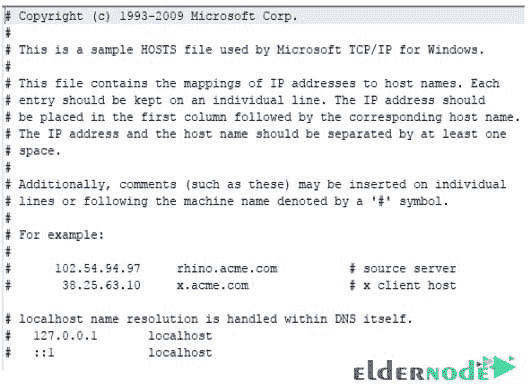 # Copyright (c) 1993-2009 Microsoft Corp.
#
# This is a sample HOSTS file used by Microsoft TCP/IP for Windows.
#
# This file contains the mappings of IP addresses to host names. Each
# entry should be kept on an individual line. The IP address should
# be placed in the first column followed by the corresponding host name.
# The IP address and the host name should be separated by at least one
# space.
#
# Additionally, comments (such as these) may be inserted on individual
# lines or following the machine name denoted by a '#' symbol.
#
# For example:
#
#      102.54.94.97     rhino.acme.com          # source server
#       38.25.63.10     x.acme.com              # x client host

# localhost name resolution is handled within DNS itself.
#   127.0.0.1       localhost
#   ::1             localhost
eldernode